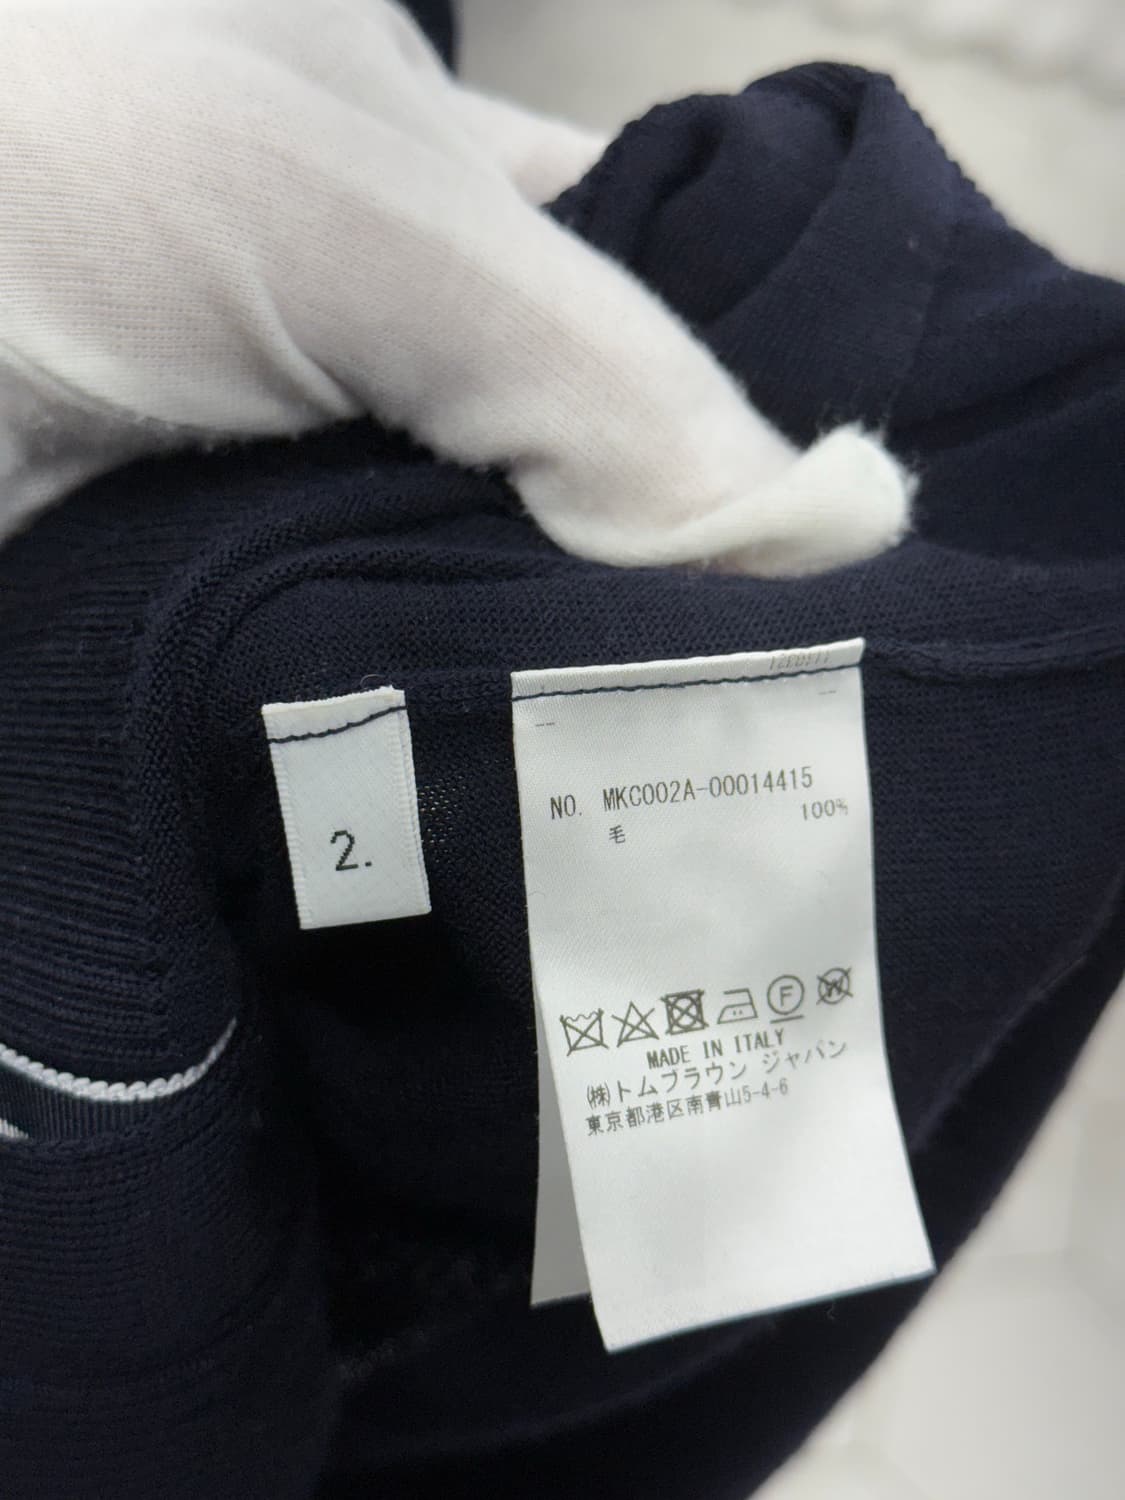 2.
NO. MKC002A-00014415
毛 100%
F W
MADE IN ITALY
㈱トムブラウン ジャパン
東京都港区南青山5-4-6